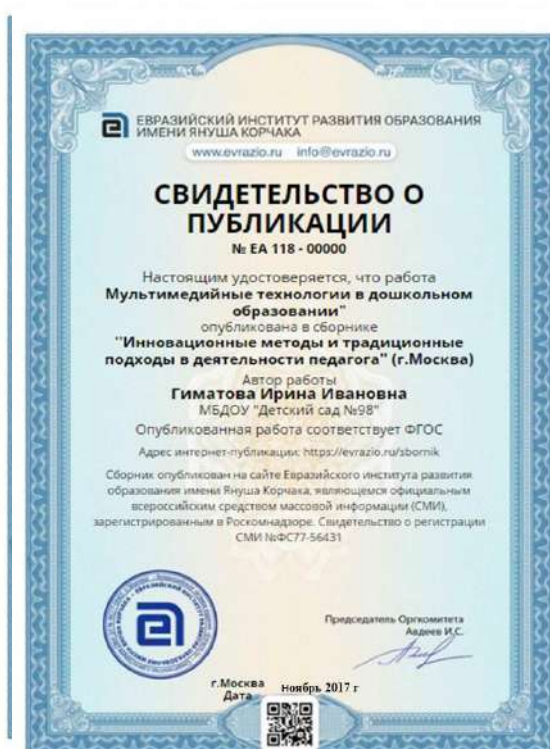 ЕВРАЗИЙСКИЙ ИНСТИТУТ РАЗВИТИЯ ОБРАЗОВАНИЯ
ИМЕНИ ЯНУША КОРЧАКА
www.evrazio.ru info@evrazio.ru
СВИДЕТЕЛЬСТВО О
ПУБЛИКАЦИИ
№ EA 118 - 00000
Настоящим удостоверяется, что работа
Мультимедийные технологии в дошкольном
образовании"
опубликована в сборнике
"Инновационные методы и традиционные
подходы в деятельности педагога" (г.Москва)
Автор работы
Гиматова Ирина Ивановна
МБДОУ "Детский сад №98"
Опубликованная работа соответствует ФГОС
Адрес интернет-публикации: https://evrazio.ru/sbornik
Сборник опубликован на сайте Евразийского института развития
образования имени Януша Корчака, являющемся официальным
всероссийским средством массовой информации (СМИ),
зарегистрированным в Роскомнадзоре. Свидетельство о регистрации
СМИ №ФС77-56431
Председатель Оргкомитета
Авдеев И.С.
г.Москва
Дата ноябрь 2017 г